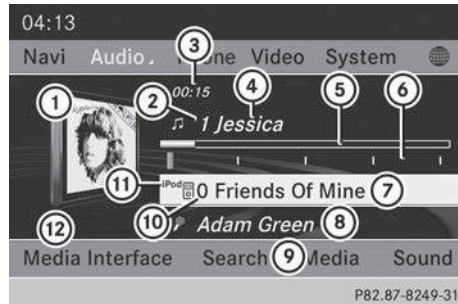 04:13
Navi Audio Video System
3
00:15
1 2 4 5 6
1 Jessica
11 iPod 0 Friends Of Mine 7
10 Adam Green 8
12 9
Media Interface Search Media Sound
P82.87-8249-31